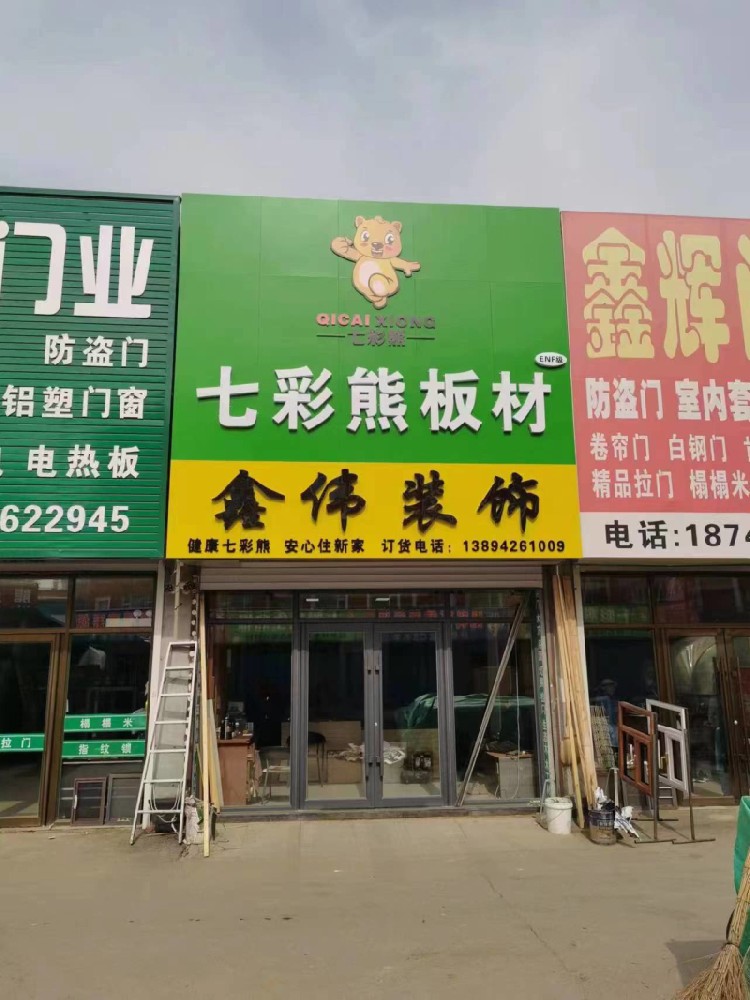 门业
防盗门
铝塑门窗
电热板
622945
QICAI XIONG
七彩熊
ENF级
七彩熊板材
鑫伟装饰
健康七彩熊 安心住新家 订货电话：13894261009
鑫辉
防盗门 室内套
卷帘门 白钢门
精品拉门 榻榻米
电话:1874
榻榻米
拉门
指纹锁